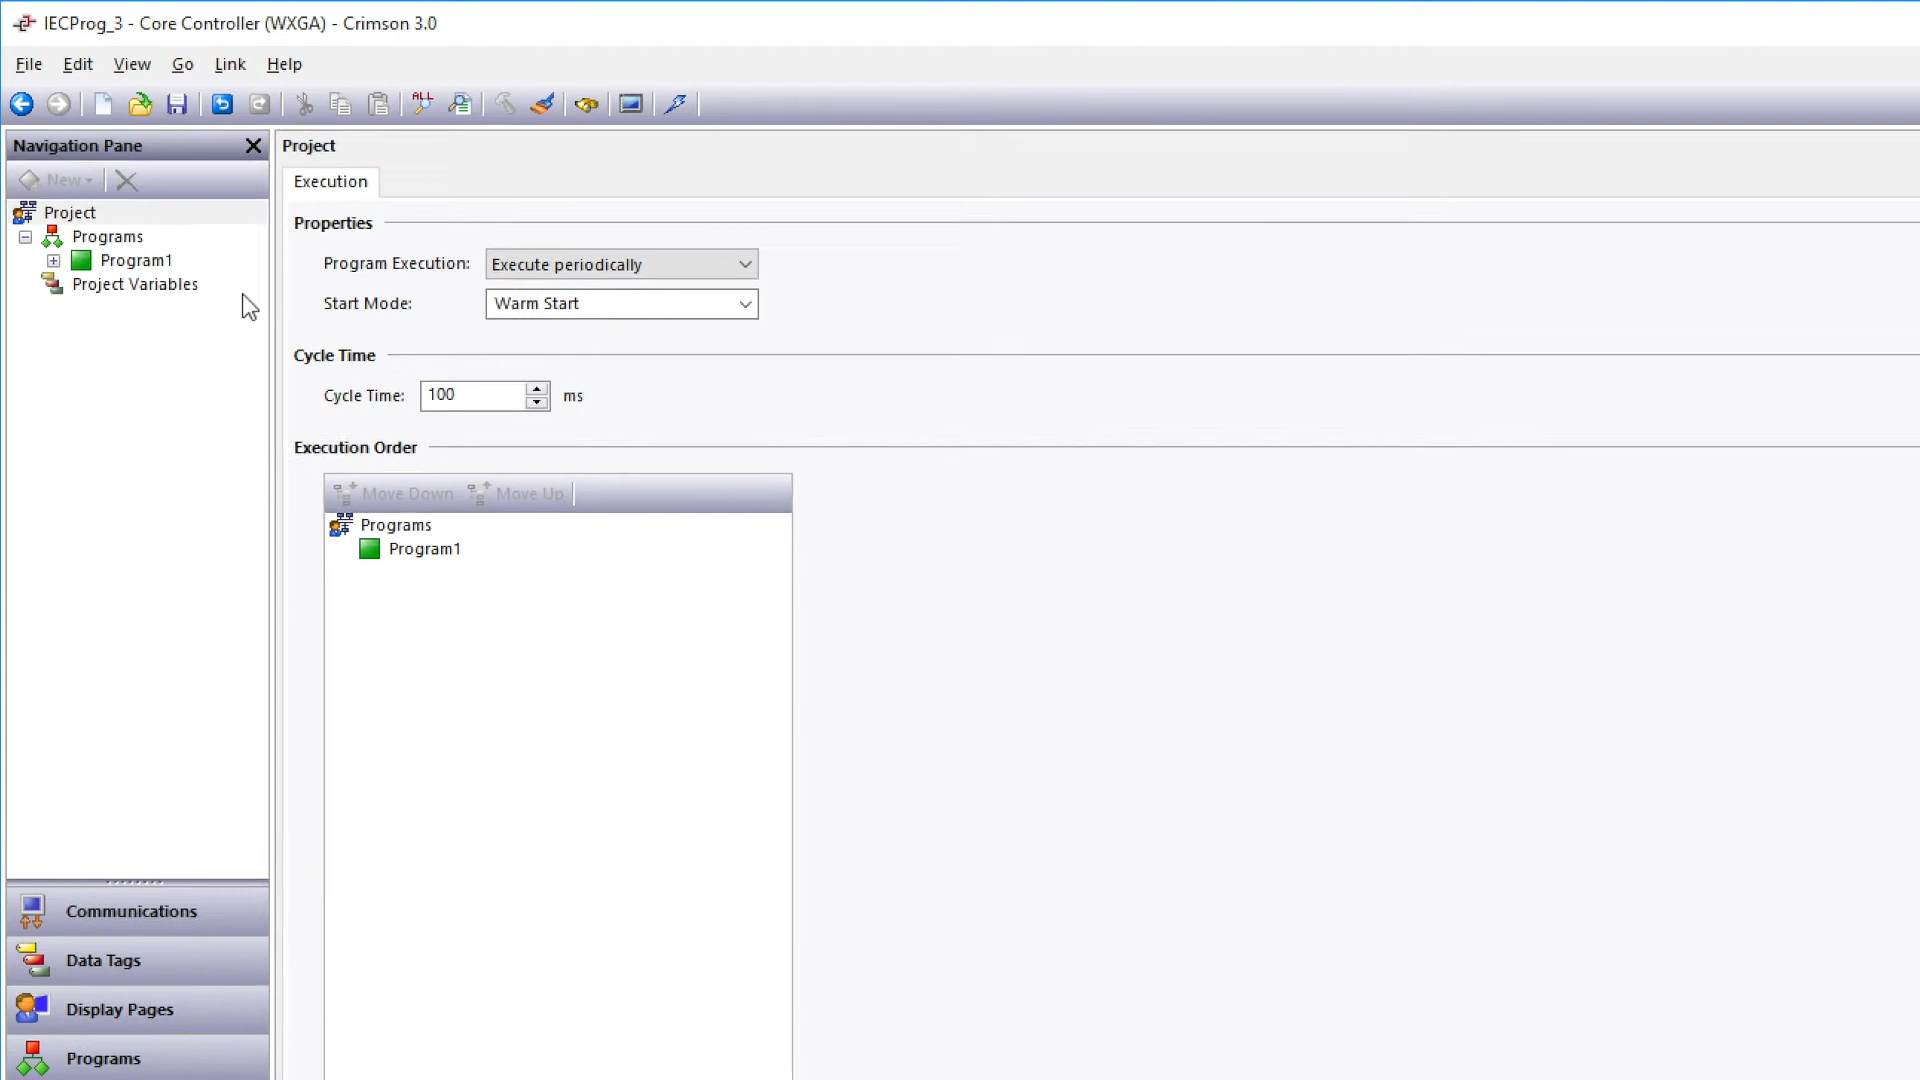 IECProg_3 - Core Controller (WXGA) - Crimson 3.0
File Edit View Go Link Help
ALL
Navigation Pane
New
Project
Programs
Program1
Project Variables
Communications
Data Tags
Display Pages
Programs
Project
Execution
Properties
Program Execution: Execute periodically
Start Mode: Warm Start
Cycle Time
Cycle Time: 100 ms
Execution Order
Move Down Move Up
Programs
Program1